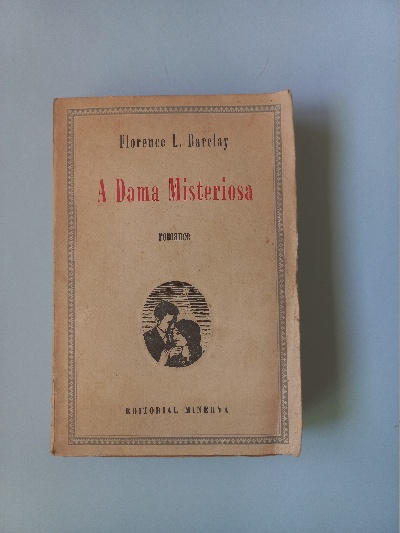 Florence L. Barclay
A Dama Misteriosa
romance
EDITORIAL MINERVA